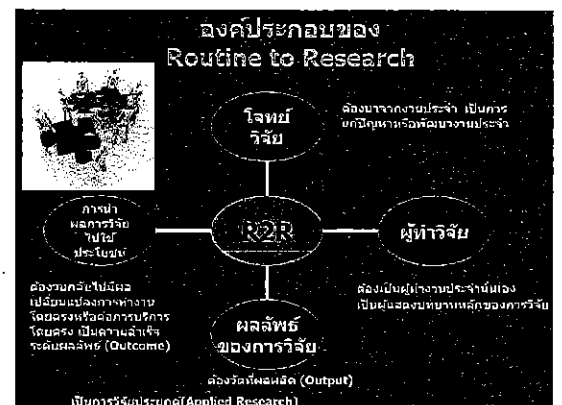 องค์ประกอบของ
Routine to Research
โจทย์
วิจัย
ต้องมาจากงานประจำ เป็นการ
แก้ปัญหาหรือพัฒนางานประจำ
การนำ
ผลการวิจัย
ไปใช้
ประโยชน์
R2R
ผู้ทำวิจัย
ต้องวนกลับไปมีผล
เปลี่ยนแปลงการทำงาน
โดยตรงหรือต่อการบริการ
โดยตรง เป็นความสำเร็จ
ระดับผลลัพธ์ (Outcome)
ต้องเป็นผู้ทำงานประจำนั่นเอง
เป็นผู้แสดงบทบาทหลักของการวิจัย
ผลลัพธ์
ของการวิจัย
ต้องวัดที่ผลผลิต (Output)
เป็นการวิจัยประยุกต์(Applied Research)